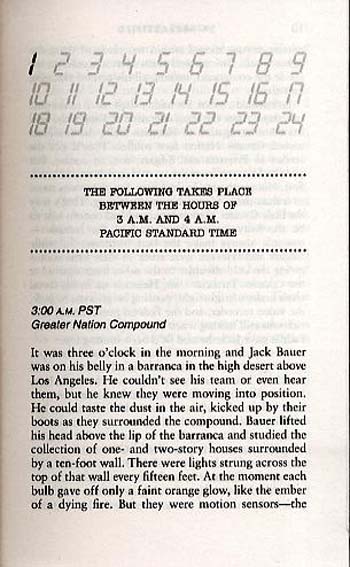 1 2 3 4 5 6 7 8 9
10 11 12 13 14 15 16 17
18 19 20 21 22 23 24
THE FOLLOWING TAKES PLACE
BETWEEN THE HOURS OF
3 A.M. AND 4 A.M.
PACIFIC STANDARD TIME
3:00 A.M. PST
Greater Nation Compound
It was three o'clock in the morning and Jack Bauer
was on his belly in a barranca in the high desert above
Los Angeles. He couldn't see his team or even hear
them, but he knew they were moving into position.
He could taste the dust in the air, kicked up by their
boots as they surrounded the compound. Bauer lifted
his head above the lip of the barranca and studied the
collection of one- and two-story houses surrounded
by a ten-foot wall. There were lights strung across the
top of that wall every fifteen feet. At the moment each
bulb gave off only a faint orange glow, like the ember
of a dying fire. But they were motion sensors—the